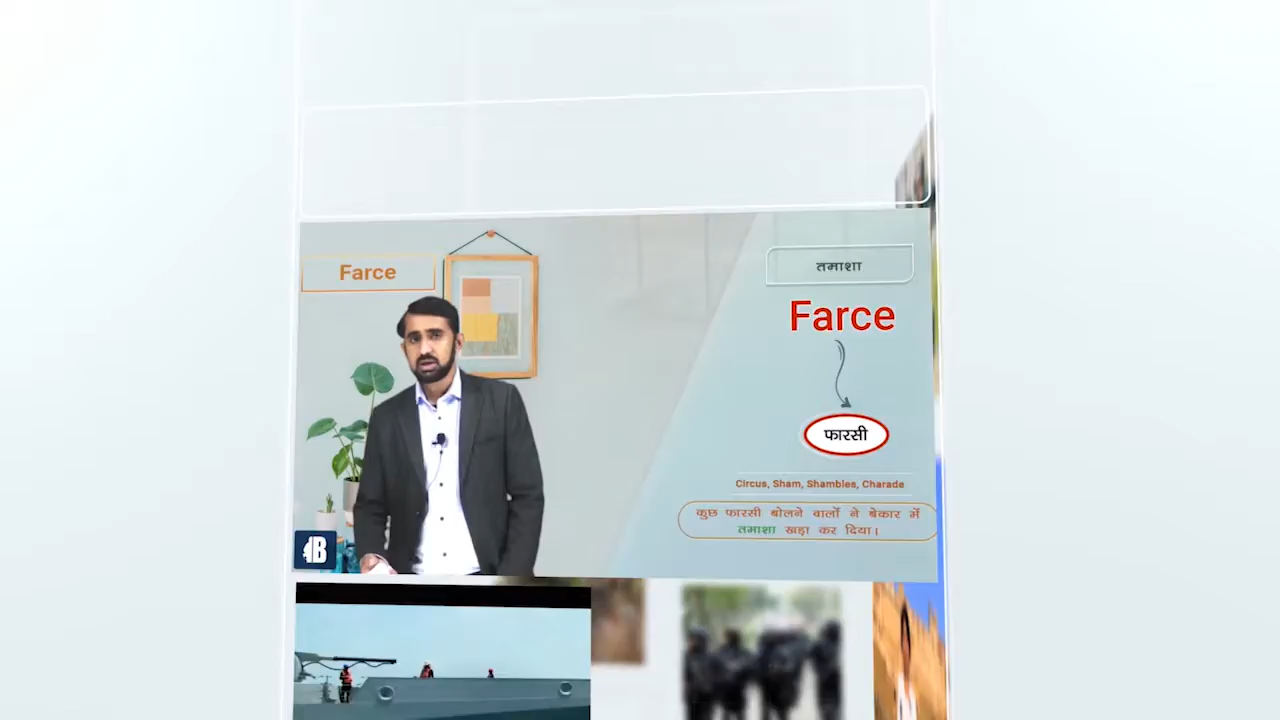 Farce
तमाशा
Farce
फारसी
Circus, Sham, Shambles, Charade
कुछ फारसी बोलने वालों ने बेकार में
तमाशा खड़ा कर दिया।
B